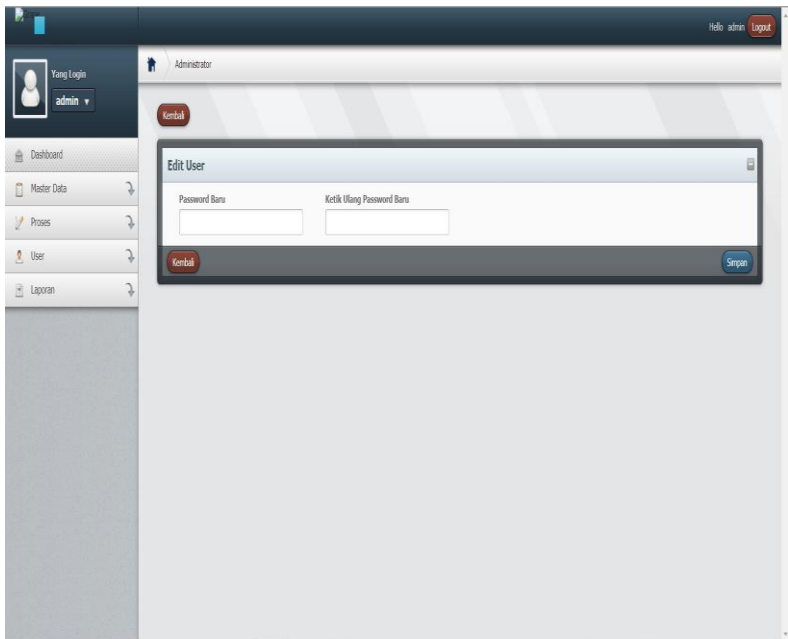 Hello admin Logout
Yang Login
admin
Administrator
Kembali
Dashboard
Master Data
Proses
User
Laporan
Edit User
Password Baru Ketik Ulang Password Baru
Kembali Simpan